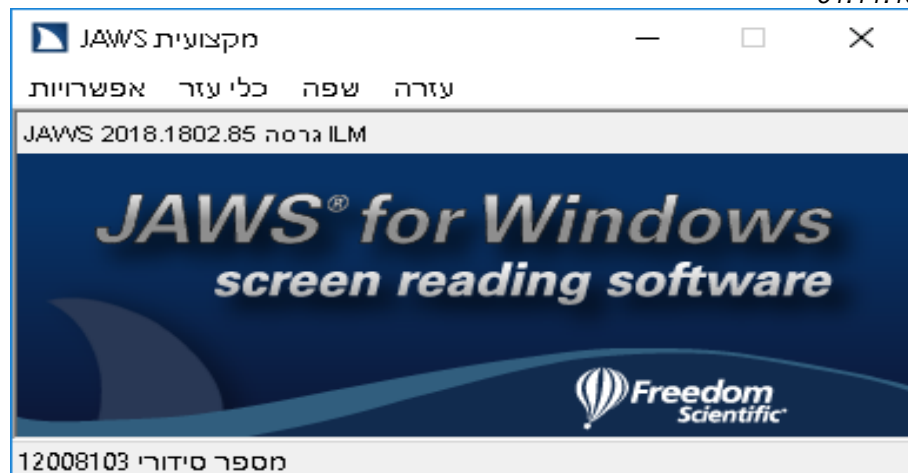 JAWS מקצועית
אפשרויות כלי עזר שפה עזרה
JAWS 2018.1802.85 גרסה ILM
JAWS® for Windows
screen reading software
Freedom
Scientific
מספר סידורי 12008103